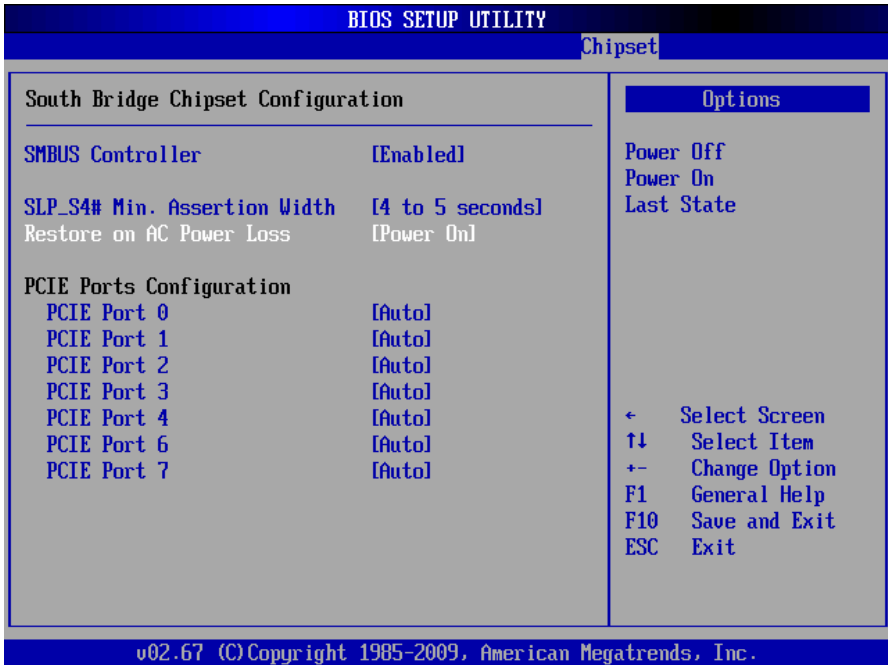 BIOS SETUP UTILITY
Chipset
South Bridge Chipset Configuration
SMBUS Controller [Enabled]
SLP_S4# Min. Assertion Width [4 to 5 seconds]
Restore on AC Power Loss [Power On]
PCIE Ports Configuration
PCIE Port 0 [Auto]
PCIE Port 1 [Auto]
PCIE Port 2 [Auto]
PCIE Port 3 [Auto]
PCIE Port 4 [Auto]
PCIE Port 6 [Auto]
PCIE Port 7 [Auto]
Options
Power Off
Power On
Last State
← Select Screen
↑↓ Select Item
+- Change Option
F1 General Help
F10 Save and Exit
ESC Exit
v02.67 (C)Copyright 1985-2009, American Megatrends, Inc.